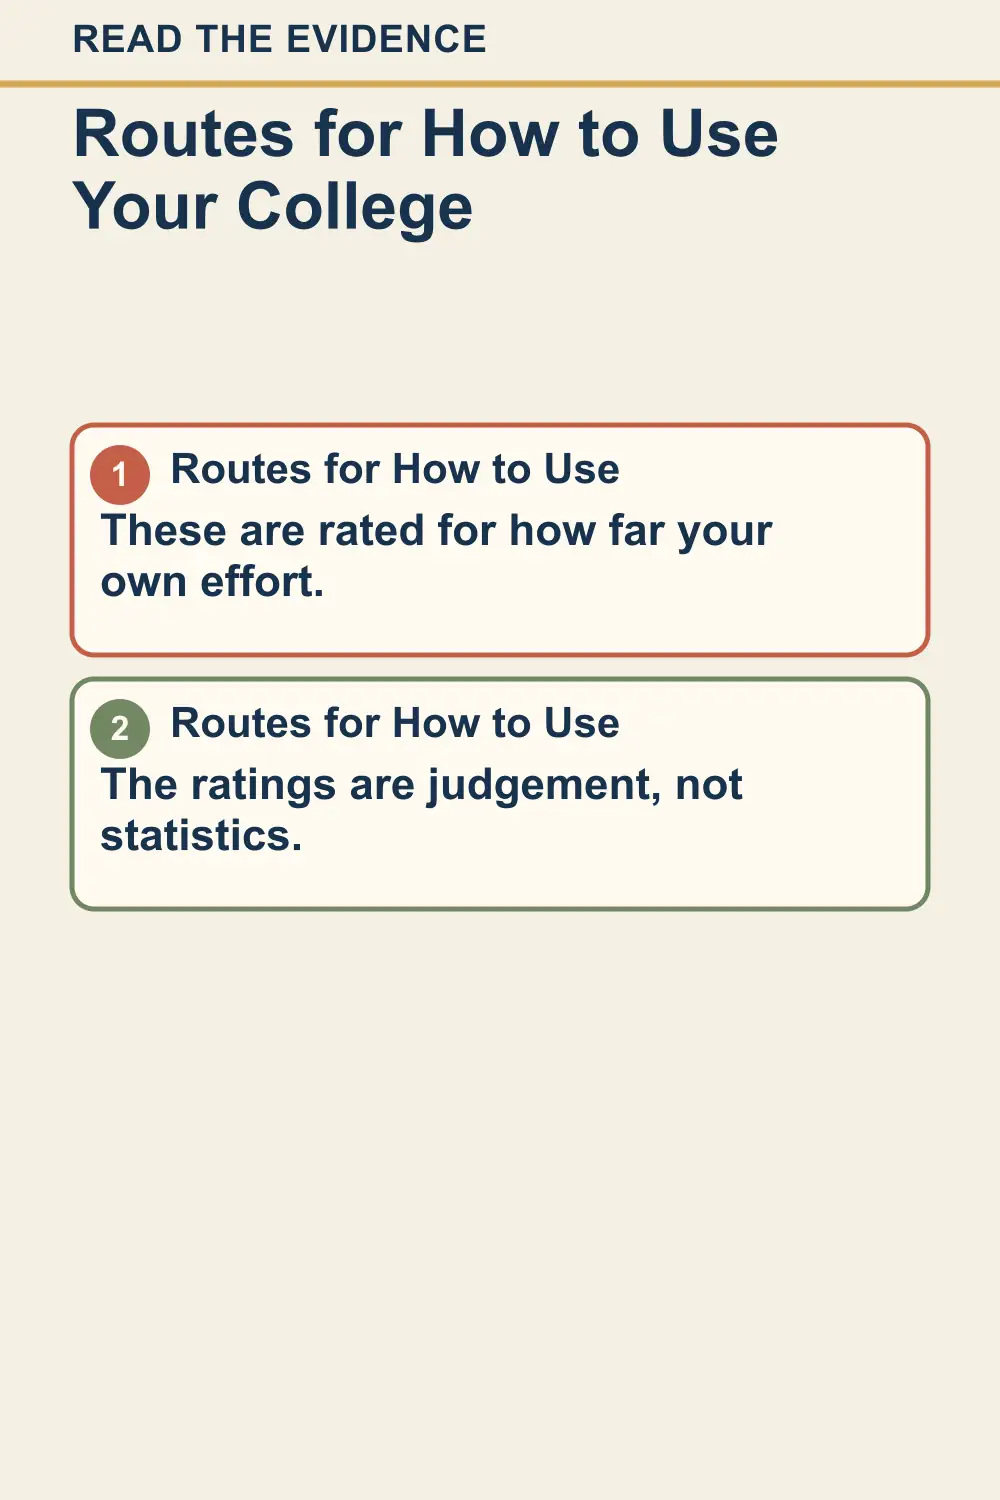 READ THE EVIDENCE
Routes for How to Use
Your College
1 Routes for How to Use
These are rated for how far your
own effort.
2 Routes for How to Use
The ratings are judgement, not
statistics.